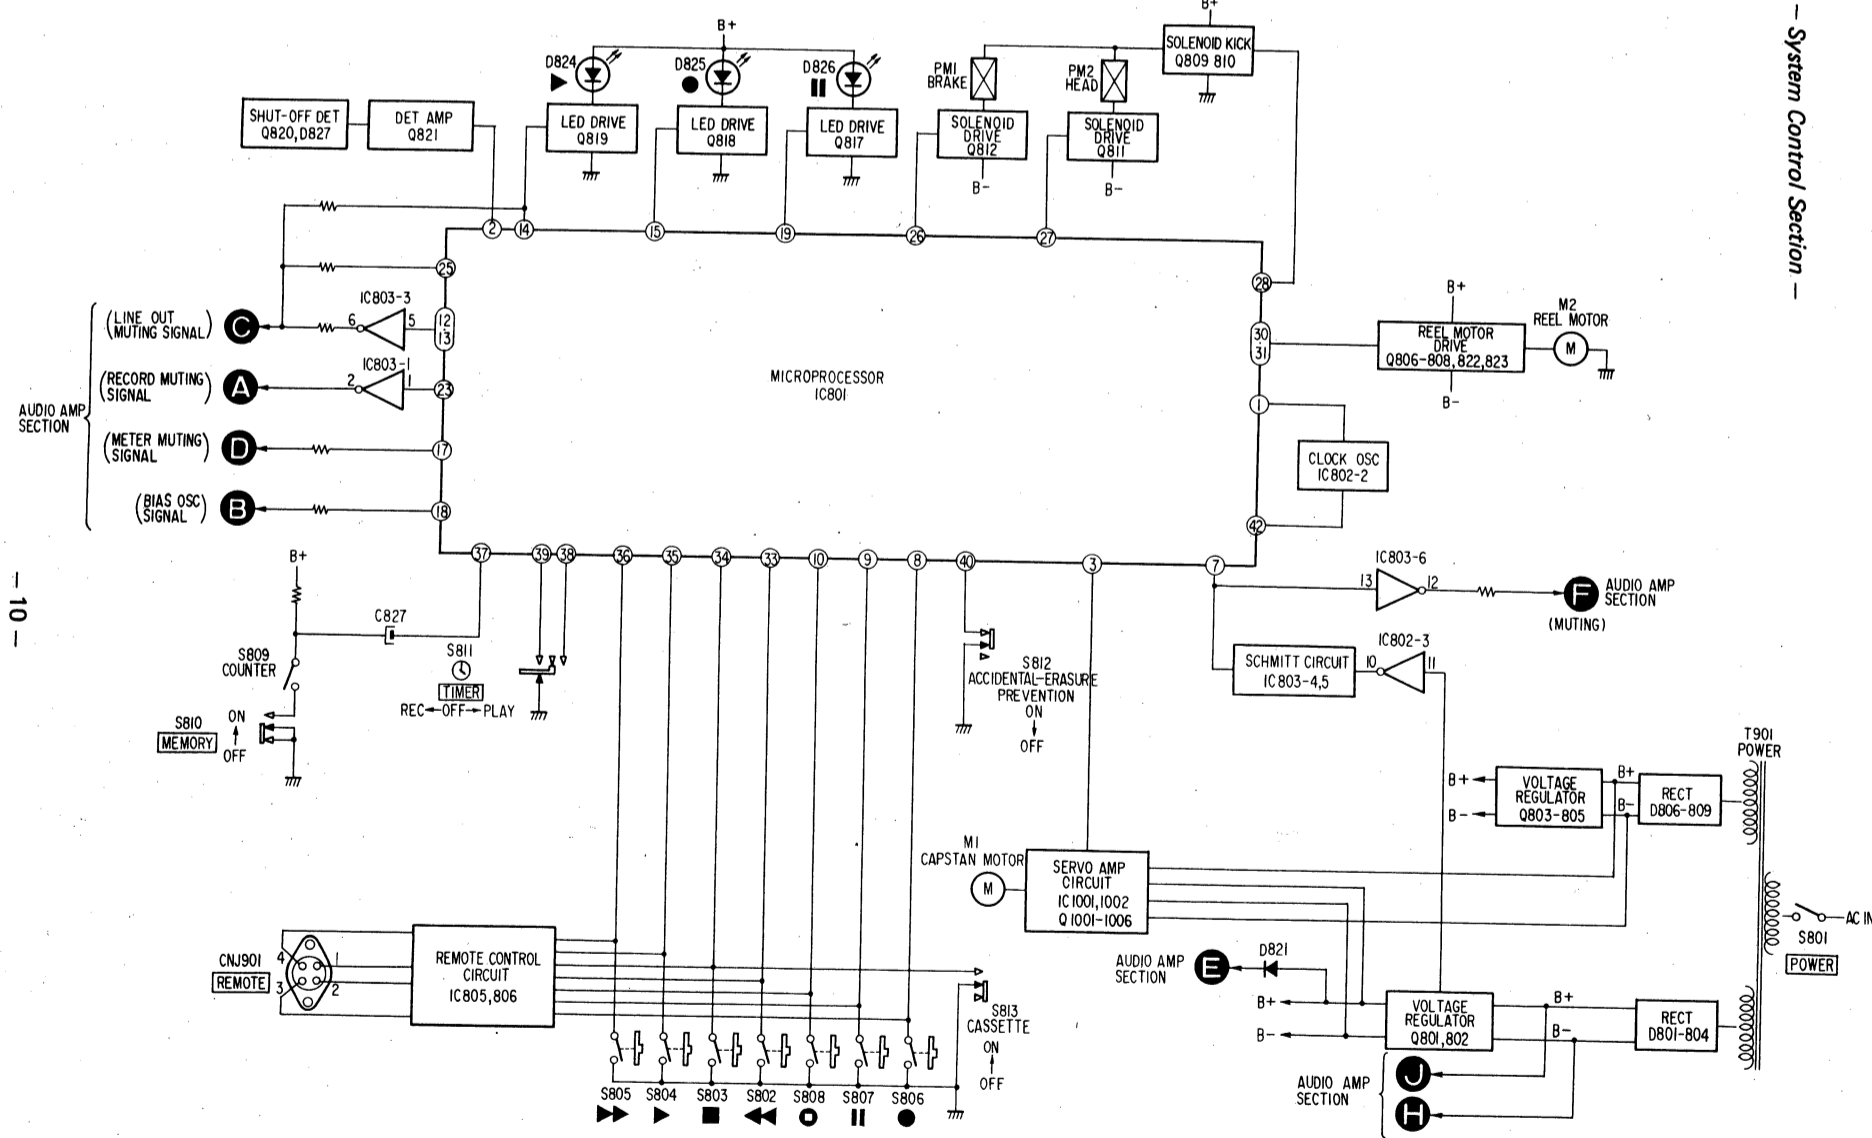 – System Control Section –
– 10 –
B+
D824
D825
D826
SHUT-OFF DET
Q820, D827
DET AMP
Q821
LED DRIVE
Q819
LED DRIVE
Q818
LED DRIVE
Q817
PM1
BRAKE
PM2
HEAD
B+
SOLENOID KICK
Q809 810
SOLENOID
DRIVE
Q812
B-
SOLENOID
DRIVE
Q811
B-
2
14
15
19
26
27
25
28
12
13
30
31
23
1
17
18
42
MICROPROCESSOR
IC801
IC803-3
6
5
IC803-1
2
1
AUDIO AMP
SECTION
(LINE OUT
MUTING SIGNAL)
C
(RECORD MUTING)
SIGNAL
A
(METER MUTING)
SIGNAL
D
(BIAS OSC)
SIGNAL
B
B+
REEL MOTOR
DRIVE
Q806-808, 822, 823
B-
M2
REEL MOTOR
M
CLOCK OSC
IC802-2
37
39
38
36
35
34
33
10
9
8
40
3
7
IC803-6
13
12
F
AUDIO AMP
SECTION
(MUTING)
IC802-3
10
11
SCHMITT CIRCUIT
IC803-4,5
B+
C827
S809
COUNTER
S810
MEMORY
ON
OFF
S811
TIMER
REC←OFF→PLAY
S812
ACCIDENTAL-ERASURE
PREVENTION
ON
OFF
T901
POWER
B+
B-
VOLTAGE
REGULATOR
Q803-805
B+
B-
RECT
D806-809
M1
CAPSTAN MOTOR
M
SERVO AMP
CIRCUIT
IC1001,1002
Q1001-1006
AC IN
S801
POWER
AUDIO AMP
SECTION
E
D821
B+
B-
VOLTAGE
REGULATOR
Q801,802
B+
B-
RECT
D801-804
AUDIO AMP
SECTION
J
H
CNJ901
REMOTE
4
1
3
2
REMOTE CONTROL
CIRCUIT
IC805,806
S813
CASSETTE
ON
OFF
S805
S804
S803
S802
S808
S807
S806